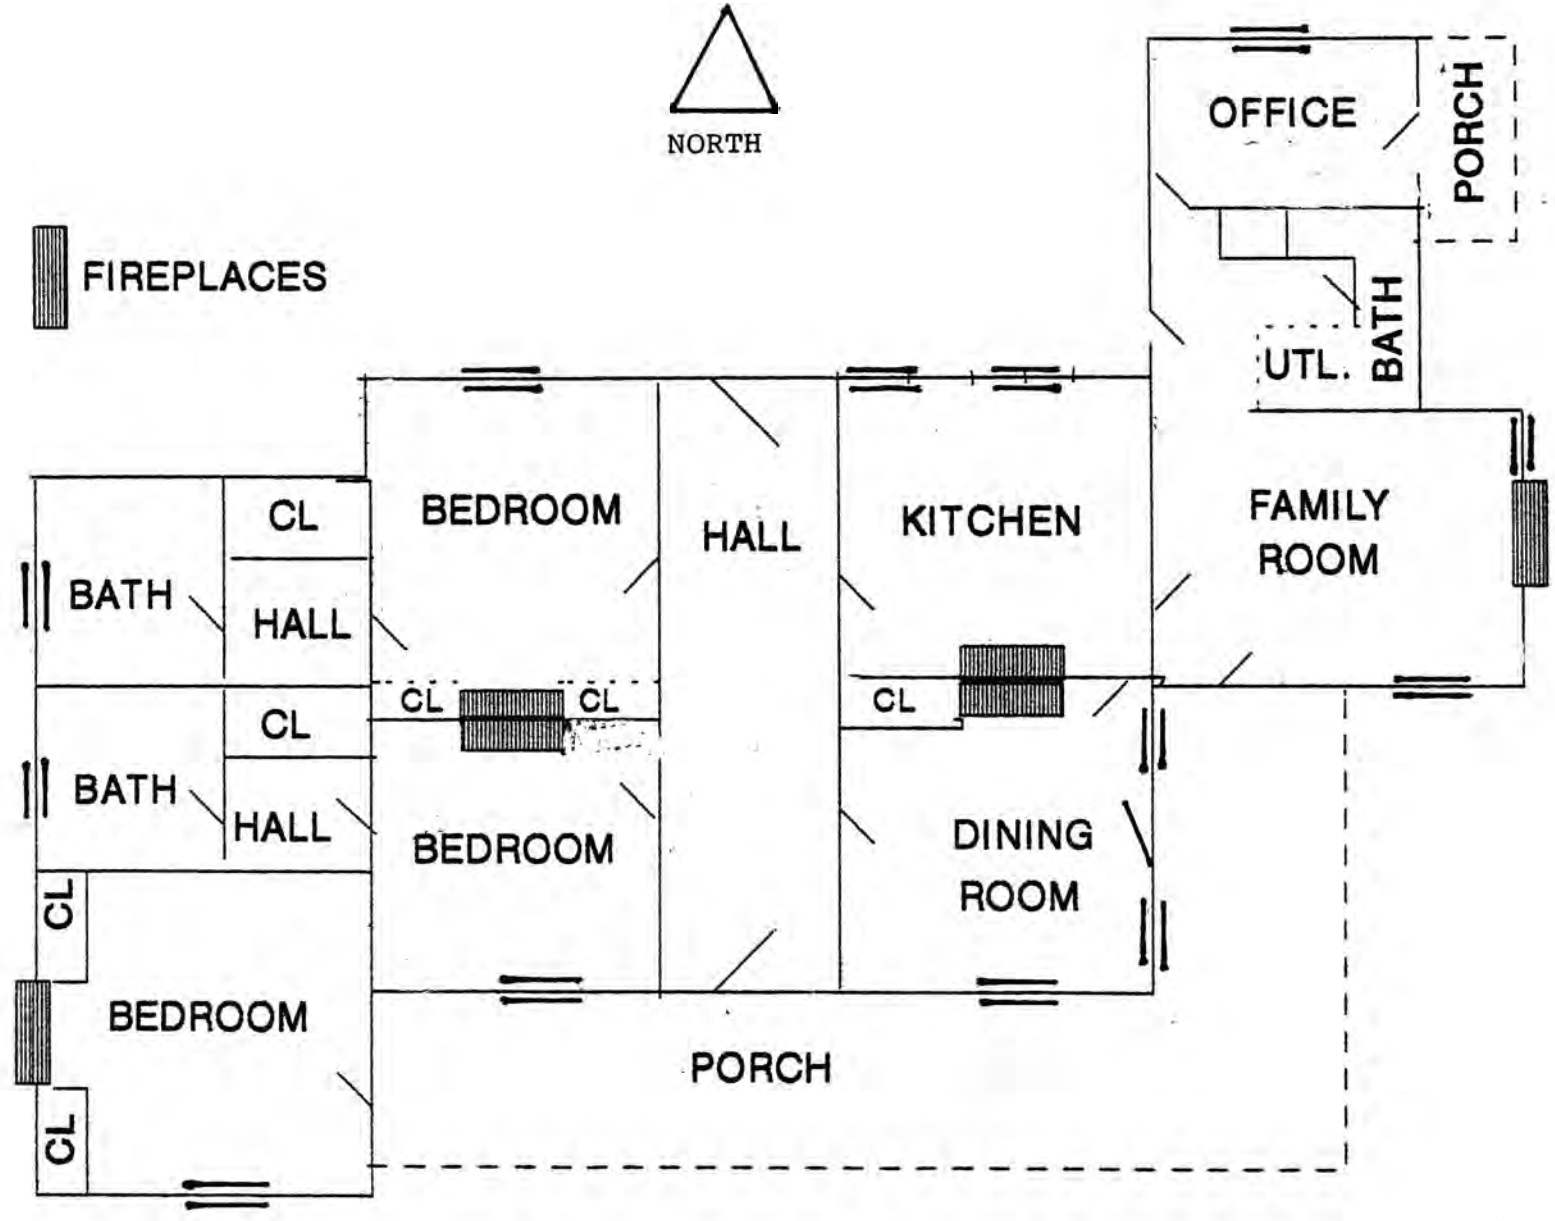 NORTH
OFFICE
PORCH
FIREPLACES
UTL.
BATH
CL
BEDROOM
HALL
KITCHEN
FAMILY
ROOM
BATH
HALL
CL
CL
CL
CL
BATH
HALL
BEDROOM
DINING
ROOM
CL
BEDROOM
PORCH
CL